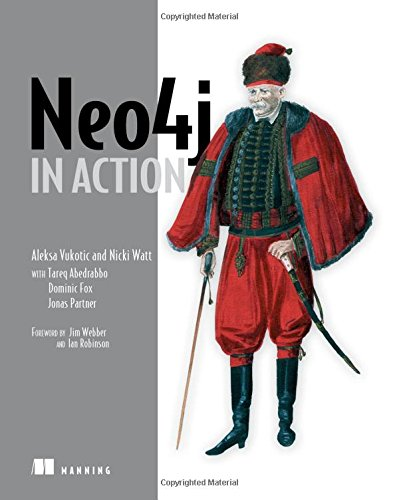 Copyrighted Material
Neo4j
IN ACTION
Aleksa Vukotic and Nicki Watt
WITH Tareq Abedrabbo
Dominic Fox
Jonas Partner
FOREWORD BY Jim Webber
AND Ian Robinson
MANNING
Copyrighted Material